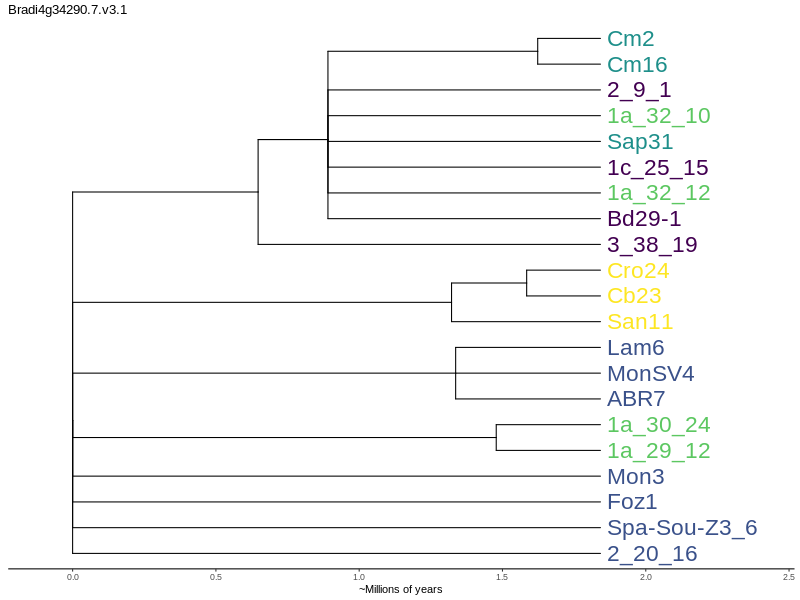 Bradi4g34290.7.v3.1
Cm2
Cm16
2_9_1
1a_32_10
Sap31
1c_25_15
1a_32_12
Bd29-1
3_38_19
Cro24
Cb23
San11
Lam6
MonSV4
ABR7
1a_30_24
1a_29_12
Mon3
Foz1
Spa-Sou-Z3_6
2_20_16
0.0 0.5 1.0 1.5 2.0 2.5
~Millions of years